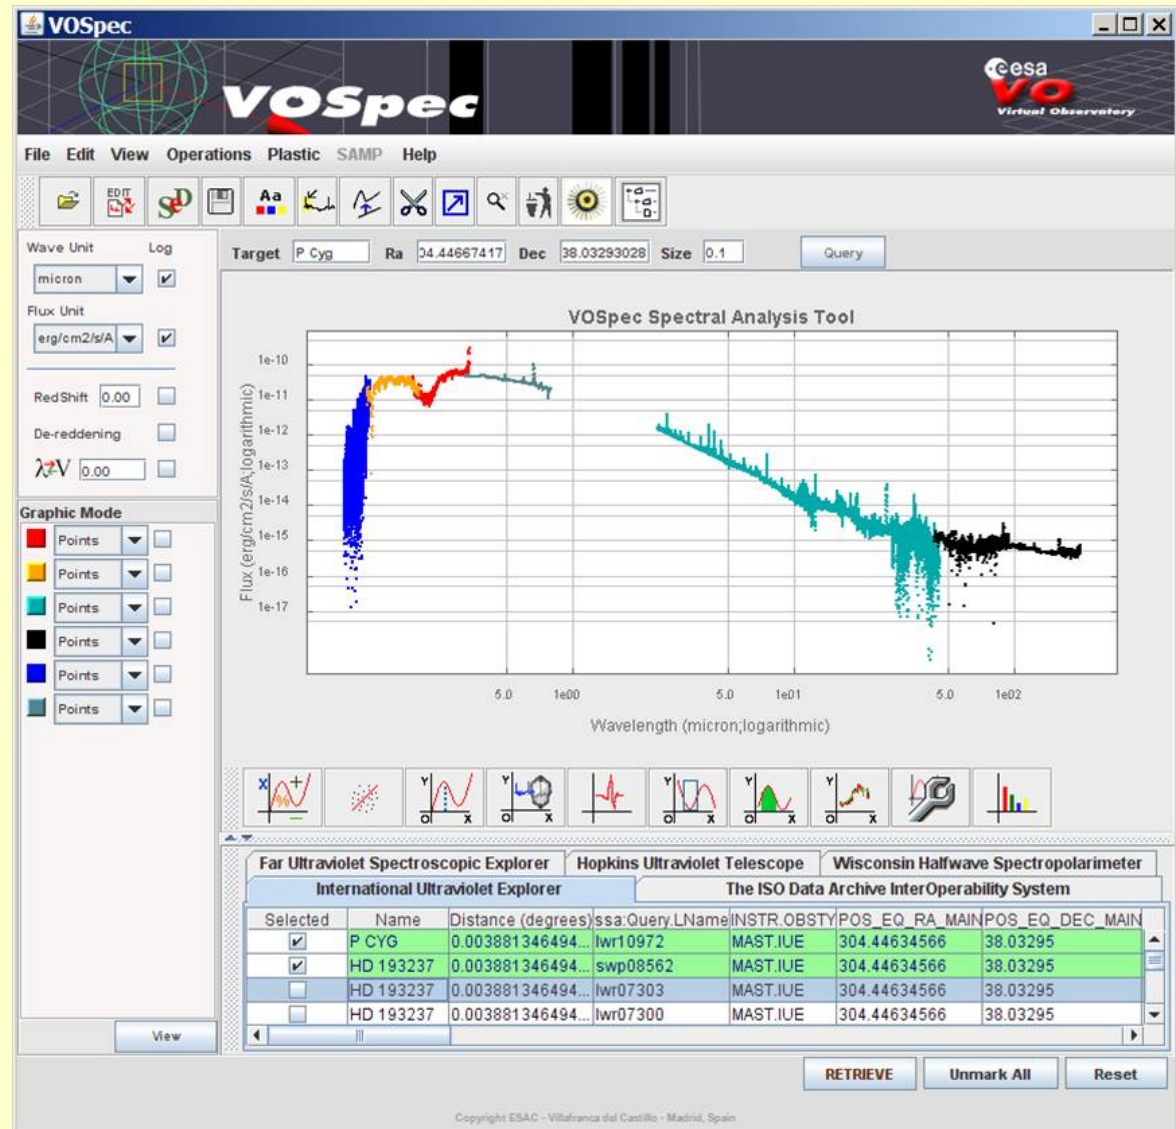 VOSpec
VOSpec
esa
VO
Virtual Observatory
File Edit View Operations Plastic SAMP Help
EDIT SeD Aa
Wave Unit Log
micron
Flux Unit
erg/cm2/s/A
RedShift 0.00
De-reddening
λ⇄V 0.00
Graphic Mode
Points
Points
Points
Points
Points
Points
View
Target P Cyg Ra 04.44667417 Dec 38.03293028 Size 0.1 Query
VOSpec Spectral Analysis Tool
Flux (erg/cm2/s/A;logarithmic)
1e-10
1e-11
1e-12
1e-13
1e-14
1e-15
1e-16
1e-17
5.0 1e00 5.0 1e01 5.0 1e02
Wavelength (micron;logarithmic)
Far Ultraviolet Spectroscopic Explorer Hopkins Ultraviolet Telescope Wisconsin Halfwave Spectropolarimeter
International Ultraviolet Explorer The ISO Data Archive InterOperability System
Selected Name Distance (degrees) ssa:Query.LName INSTR.OBSTY POS_EQ_RA_MAIN POS_EQ_DEC_MAIN
P CYG 0.003881346494... lwr10972 MAST.IUE 304.44634566 38.03295
HD 193237 0.003881346494... swp08562 MAST.IUE 304.44634566 38.03295
HD 193237 0.003881346494... lwr07303 MAST.IUE 304.44634566 38.03295
HD 193237 0.003881346494... lwr07300 MAST.IUE 304.44634566 38.03295
RETRIEVE Unmark All Reset
Copyright ESAC - Villafranca del Castillo - Madrid, Spain